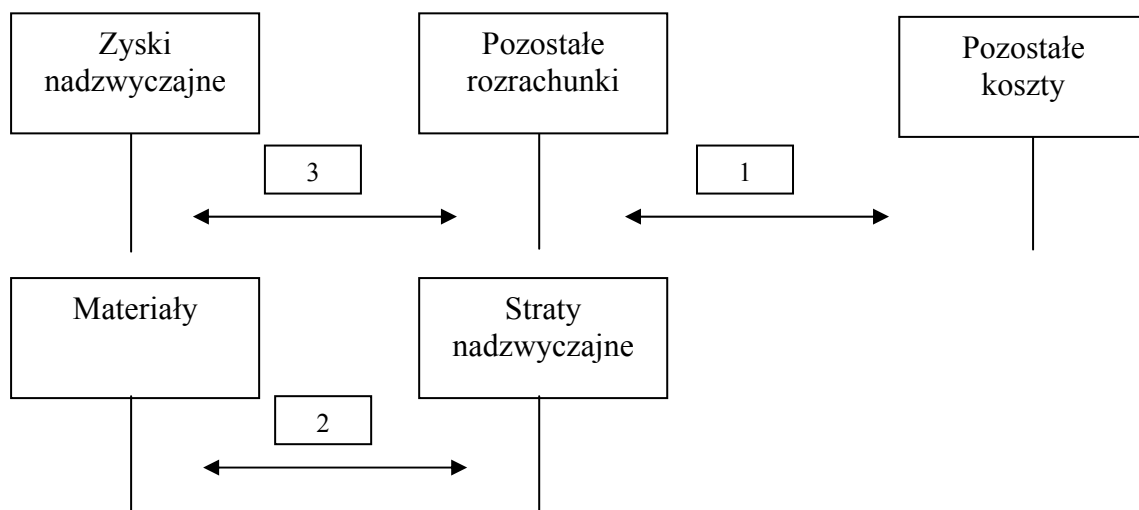 Zyski
nadzwyczajne
Pozostałe
rozrachunki
Pozostałe
koszty
3
1
Materiały
Straty
nadzwyczajne
2